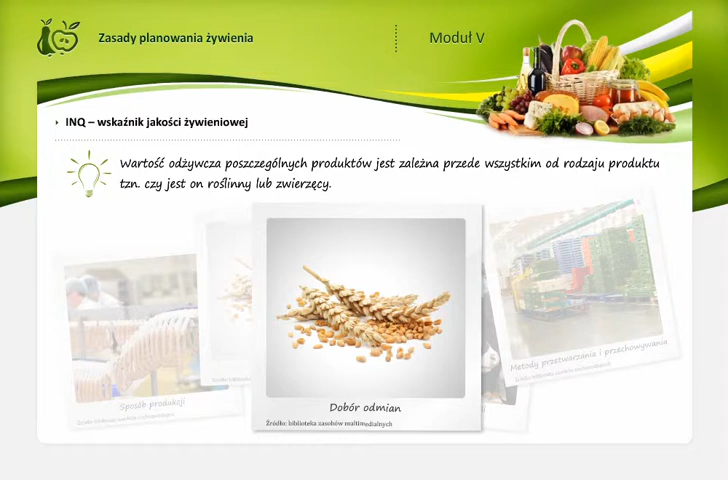 Zasady planowania żywienia
Moduł V
INQ – wskaźnik jakości żywieniowej
Wartość odżywcza poszczególnych produktów jest zależna przede wszystkim od rodzaju produktu
tzn. czy jest on roślinny lub zwierzęcy.
Metody przetwarzania i przechowywania
Sposób produkcji
Dobór odmian
Źródło: biblioteka zasobów multimedialnych